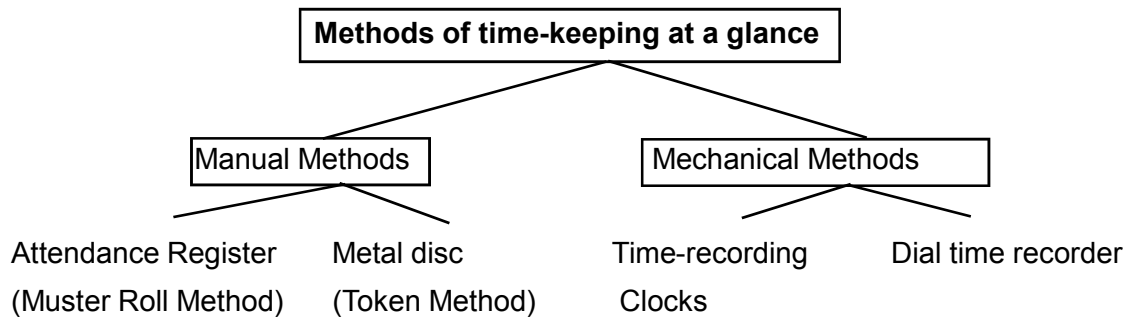 Methods of time-keeping at a glance
Manual Methods
Mechanical Methods
Attendance Register
(Muster Roll Method)
Metal disc
(Token Method)
Time-recording
Clocks
Dial time recorder